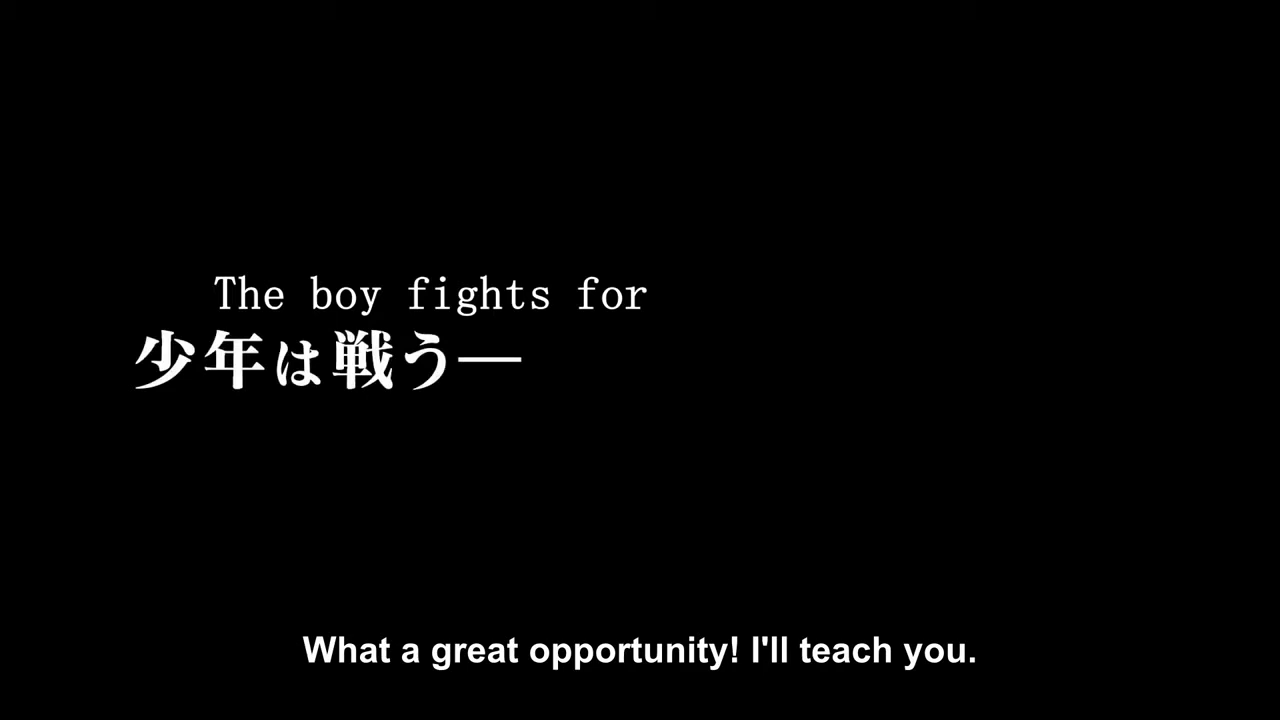 The boy fights for
少年は戦う―
What a great opportunity! I'll teach you.